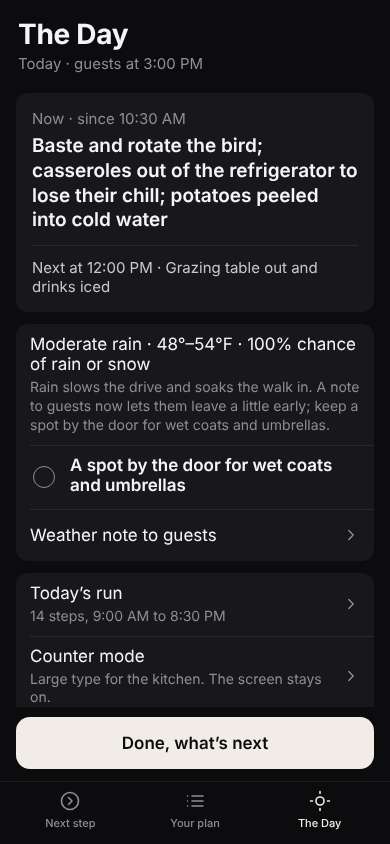 The Day
Today · guests at 3:00 PM
Now · since 10:30 AM
Baste and rotate the bird;
casseroles out of the refrigerator to
lose their chill; potatoes peeled
into cold water
Next at 12:00 PM · Grazing table out and
drinks iced
Moderate rain · 48°–54°F · 100% chance
of rain or snow
Rain slows the drive and soaks the walk in. A note
to guests now lets them leave a little early; keep a
spot by the door for wet coats and umbrellas.
A spot by the door for wet coats
and umbrellas
Weather note to guests
Today’s run
14 steps, 9:00 AM to 8:30 PM
Counter mode
Large type for the kitchen. The screen stays
on.
Done, what’s next
Next step
Your plan
The Day